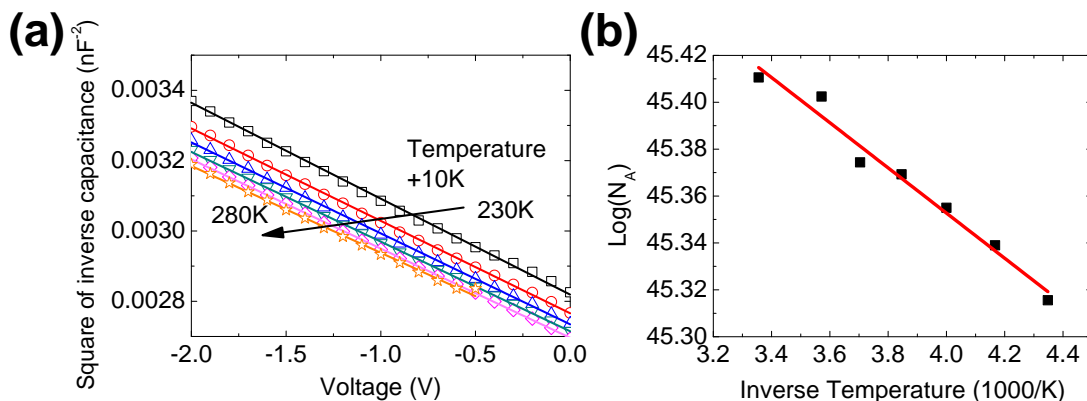 (a)
Square of inverse capacitance (nF-2)
0.0034
0.0032
0.0030
0.0028
Temperature
+10K
280K
230K
-2.0 -1.5 -1.0 -0.5 0.0
Voltage (V)
(b)
Log(NA)
45.42
45.40
45.38
45.36
45.34
45.32
45.30
3.2 3.4 3.6 3.8 4.0 4.2 4.4
Inverse Temperature (1000/K)